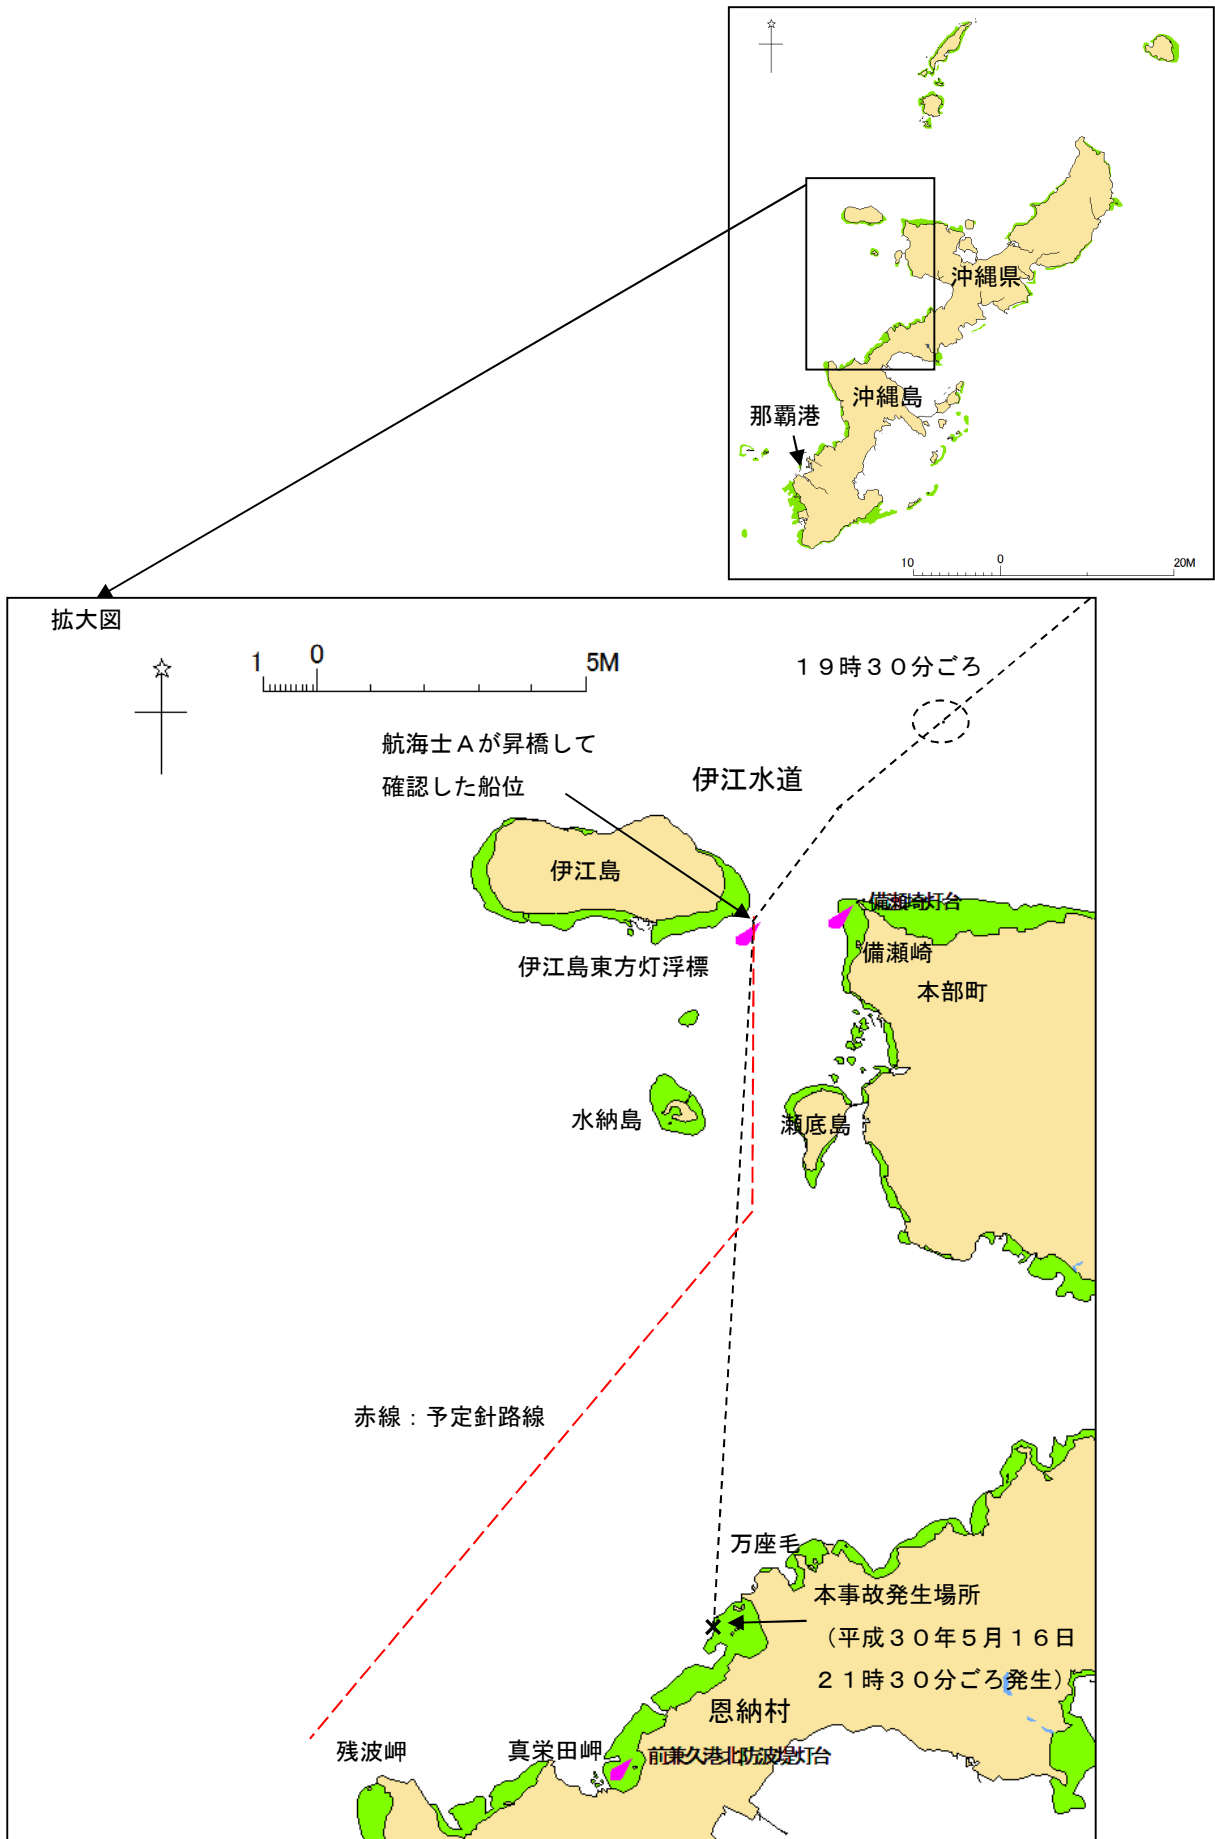 沖縄県
沖縄島
那覇港
10 0 20M
拡大図
1 0 5M
１９時３０分ごろ
航海士Ａが昇橋して
確認した船位
伊江水道
伊江島
備瀬埼灯台
備瀬崎
伊江島東方灯浮標
本部町
水納島
瀬底島
赤線：予定針路線
万座毛
本事故発生場所
（平成３０年５月１６日
２１時３０分ごろ発生）
恩納村
残波岬
真栄田岬
前兼久港北防波堤灯台